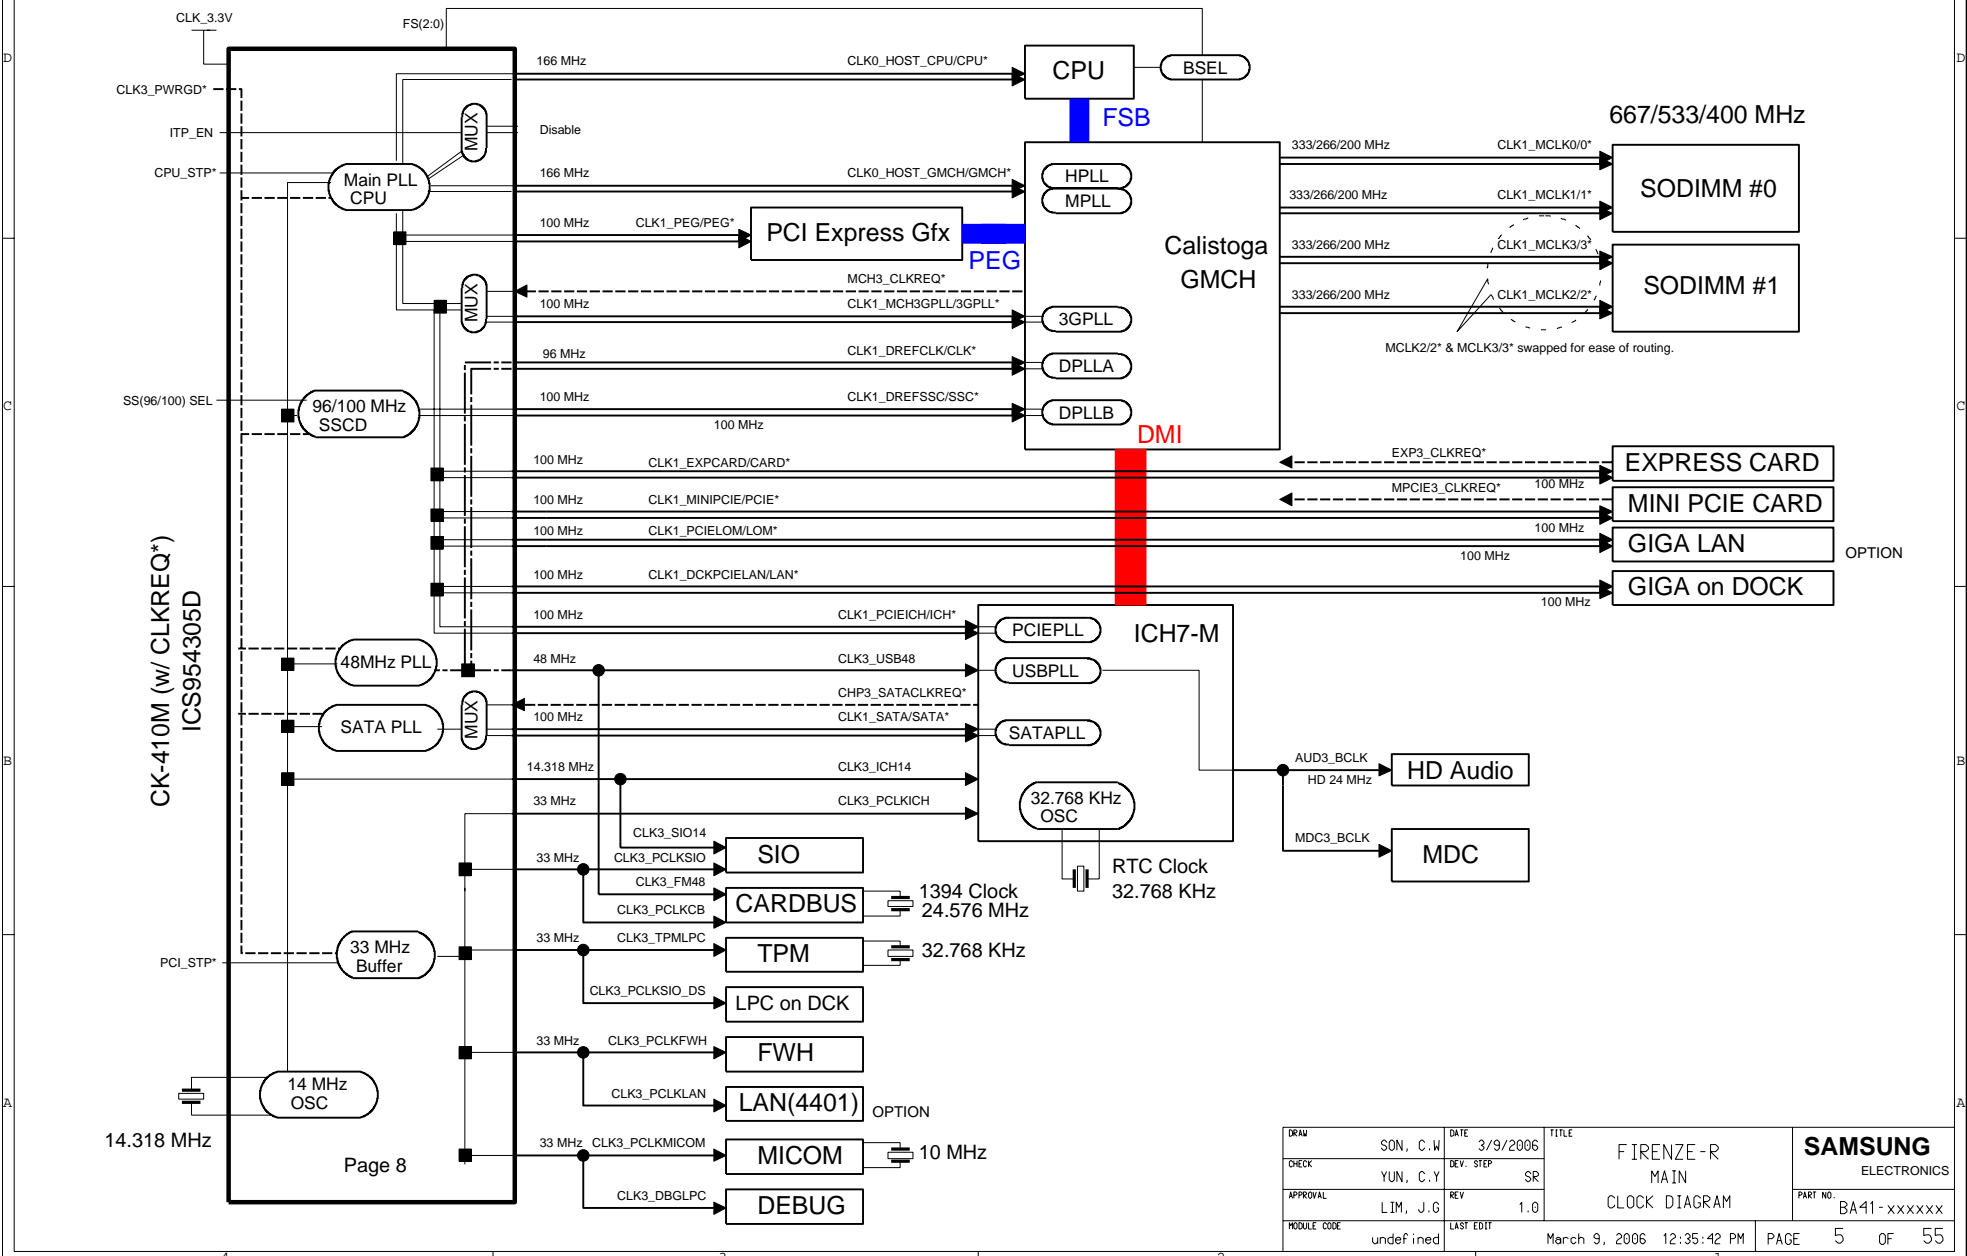 CLK_3.3V
FS(2:0)
D
D
CLK3_PWRGD*
ITP_EN
CPU_STP*
MUX
Main PLL
CPU
166 MHz
CLK0_HOST_CPU/CPU*
CPU
BSEL
FSB
Disable
166 MHz
CLK0_HOST_GMCH/GMCH*
HPLL
MPLL
100 MHz
CLK1_PEG/PEG*
PCI Express Gfx
PEG
Calistoga
GMCH
667/533/400 MHz
333/266/200 MHz
CLK1_MCLK0/0*
SODIMM #0
333/266/200 MHz
CLK1_MCLK1/1*
333/266/200 MHz
CLK1_MCLK3/3*
SODIMM #1
333/266/200 MHz
CLK1_MCLK2/2*
MCLK2/2* & MCLK3/3* swapped for ease of routing.
MUX
MCH3_CLKREQ*
100 MHz
CLK1_MCH3GPLL/3GPLL*
3GPLL
96 MHz
CLK1_DREFCLK/CLK*
DPLLA
C
C
SS(96/100) SEL
96/100 MHz
SSCD
100 MHz
CLK1_DREFSSC/SSC*
DPLLB
100 MHz
DMI
100 MHz
CLK1_EXPCARD/CARD*
EXP3_CLKREQ*
EXPRESS CARD
100 MHz
100 MHz
CLK1_MINIPCIE/PCIE*
MPCIE3_CLKREQ*
MINI PCIE CARD
100 MHz
100 MHz
CLK1_PCIELOM/LOM*
GIGA LAN
OPTION
100 MHz
100 MHz
CLK1_DCKPCIELAN/LAN*
GIGA on DOCK
100 MHz
CK-410M (w/ CLKREQ*)
ICS954305D
100 MHz
CLK1_PCIEICH/ICH*
PCIEPLL
ICH7-M
48MHz PLL
48 MHz
CLK3_USB48
USBPLL
SATA PLL
MUX
CHP3_SATACLKREQ*
100 MHz
CLK1_SATA/SATA*
SATAPLL
B
B
14.318 MHz
CLK3_ICH14
33 MHz
CLK3_PCLKICH
32.768 KHz
OSC
RTC Clock
32.768 KHz
AUD3_BCLK
HD 24 MHz
HD Audio
MDC3_BCLK
MDC
CLK3_SIO14
33 MHz
CLK3_PCLKSIO
SIO
CLK3_FM48
CLK3_PCLKCB
CARDBUS
1394 Clock
24.576 MHz
PCI_STP*
33 MHz
Buffer
33 MHz
CLK3_TPMLPC
TPM
32.768 KHz
CLK3_PCLKSIO_DS
LPC on DCK
33 MHz
CLK3_PCLKFWH
FWH
A
A
14 MHz
OSC
14.318 MHz
CLK3_PCLKLAN
LAN(4401)
OPTION
33 MHz
CLK3_PCLKMICOM
MICOM
10 MHz
Page 8
CLK3_DBGLPC
DEBUG
DRAW
SON, C.W
DATE
3/9/2006
TITLE
FIRENZE-R
MAIN
CLOCK DIAGRAM
SAMSUNG
ELECTRONICS
CHECK
YUN, C.Y
DEV. STEP
SR
APPROVAL
LIM, J.G
REV
1.0
PART NO.
BA41-xxxxxx
MODULE CODE
undefined
LAST EDIT
March 9, 2006 12:35:42 PM
PAGE 5 OF 55